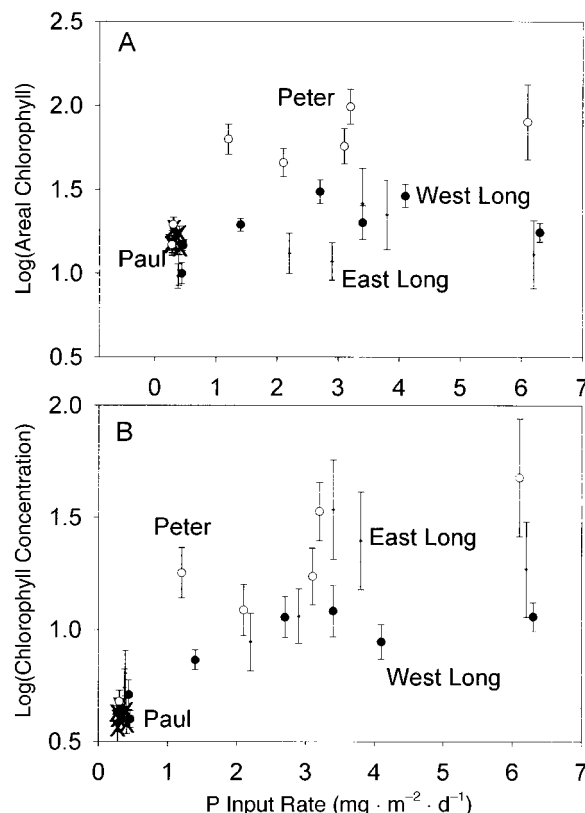 A
2.5
2.0
1.5
1.0
0.5
Log(Areal Chlorophyll)
Peter
West Long
Paul
East Long
0 1 2 3 4 5 6 7
B
2.0
1.5
1.0
0.5
Log(Chlorophyll Concentration)
Peter
East Long
West Long
Paul
0 1 2 3 4 5 6 7
P Input Rate (mg · m⁻² · d⁻¹)